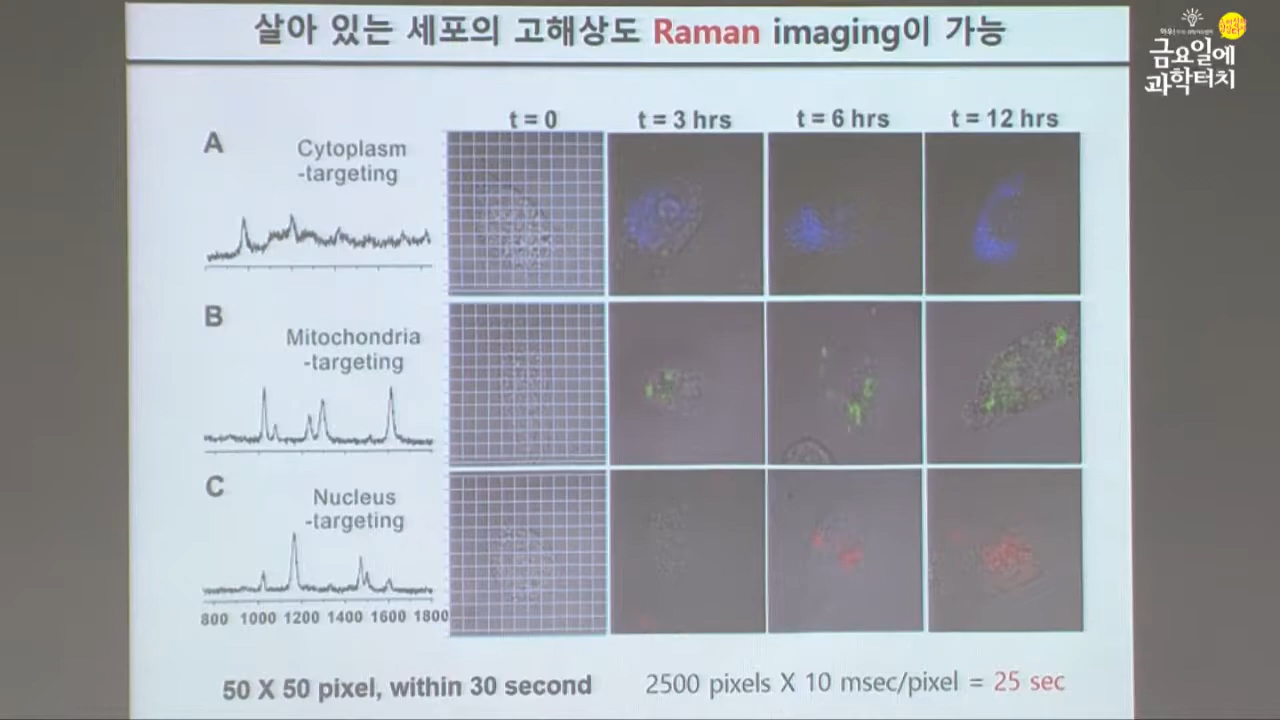 살아 있는 세포의 고해상도 Raman imaging이 가능
금요일에
과학터치
t = 0
t = 3 hrs
t = 6 hrs
t = 12 hrs
A
Cytoplasm
-targeting
B
Mitochondria
-targeting
C
Nucleus
-targeting
800 1000 1200 1400 1600 1800
50 X 50 pixel, within 30 second
2500 pixels X 10 msec/pixel = 25 sec